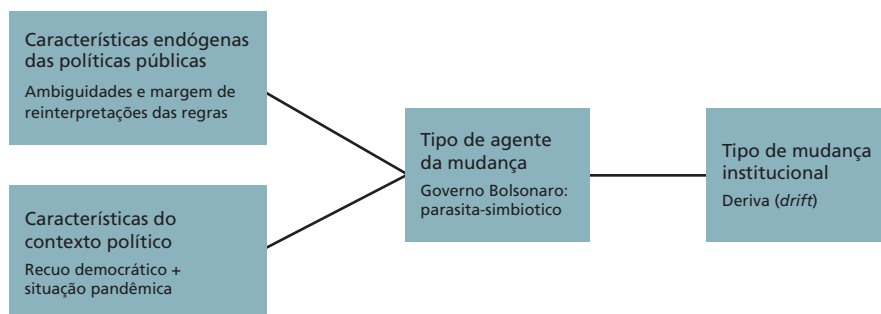 Características endógenas
das políticas públicas
Ambiguidades e margem de
reinterpretações das regras
Características do
contexto político
Recuo democrático +
situação pandêmica
Tipo de agente
da mudança
Governo Bolsonaro:
parasita-simbiotico
Tipo de mudança
institucional
Deriva (drift)